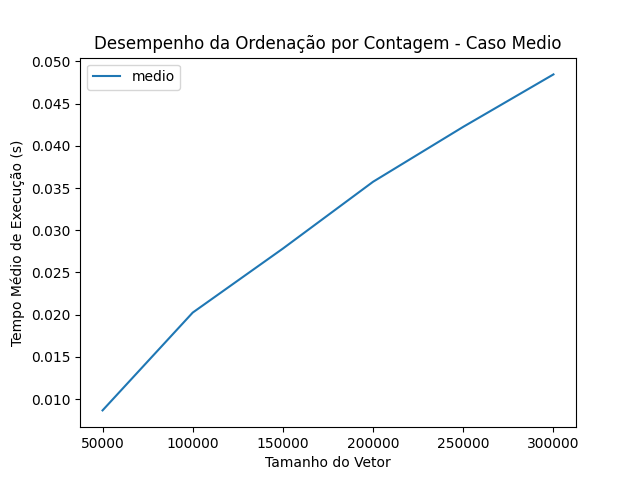 Desempenho da Ordenação por Contagem - Caso Medio
medio
Tempo Médio de Execução (s)
0.050
0.045
0.040
0.035
0.030
0.025
0.020
0.015
0.010
50000 100000 150000 200000 250000 300000
Tamanho do Vetor